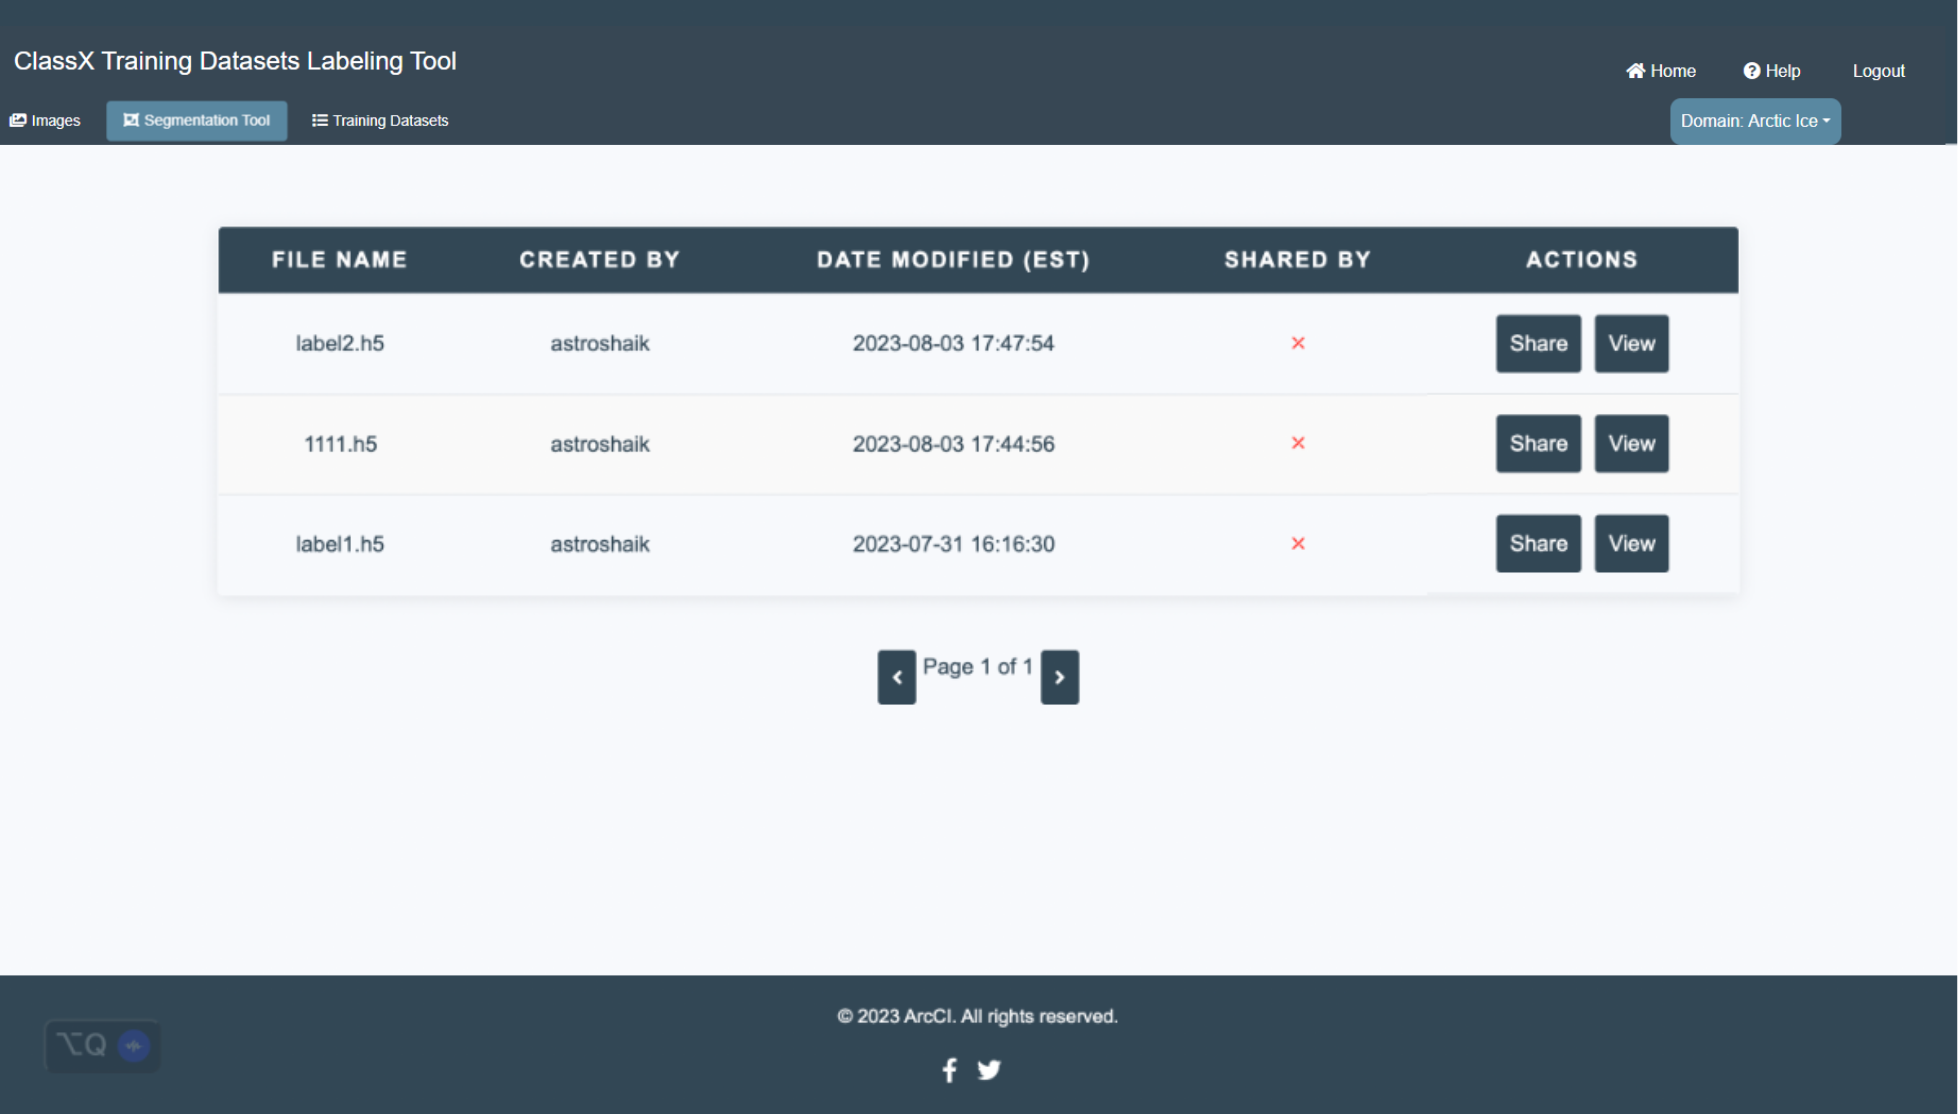 ClassX Training Datasets Labeling Tool
Home Help Logout
Images Segmentation Tool Training Datasets Domain: Arctic Ice
FILE NAME CREATED BY DATE MODIFIED (EST) SHARED BY ACTIONS
label2.h5 astroshaik 2023-08-03 17:47:54 × Share View
1111.h5 astroshaik 2023-08-03 17:44:56 × Share View
label1.h5 astroshaik 2023-07-31 16:16:30 × Share View
Page 1 of 1
© 2023 ArcCI. All rights reserved.
⌥Q